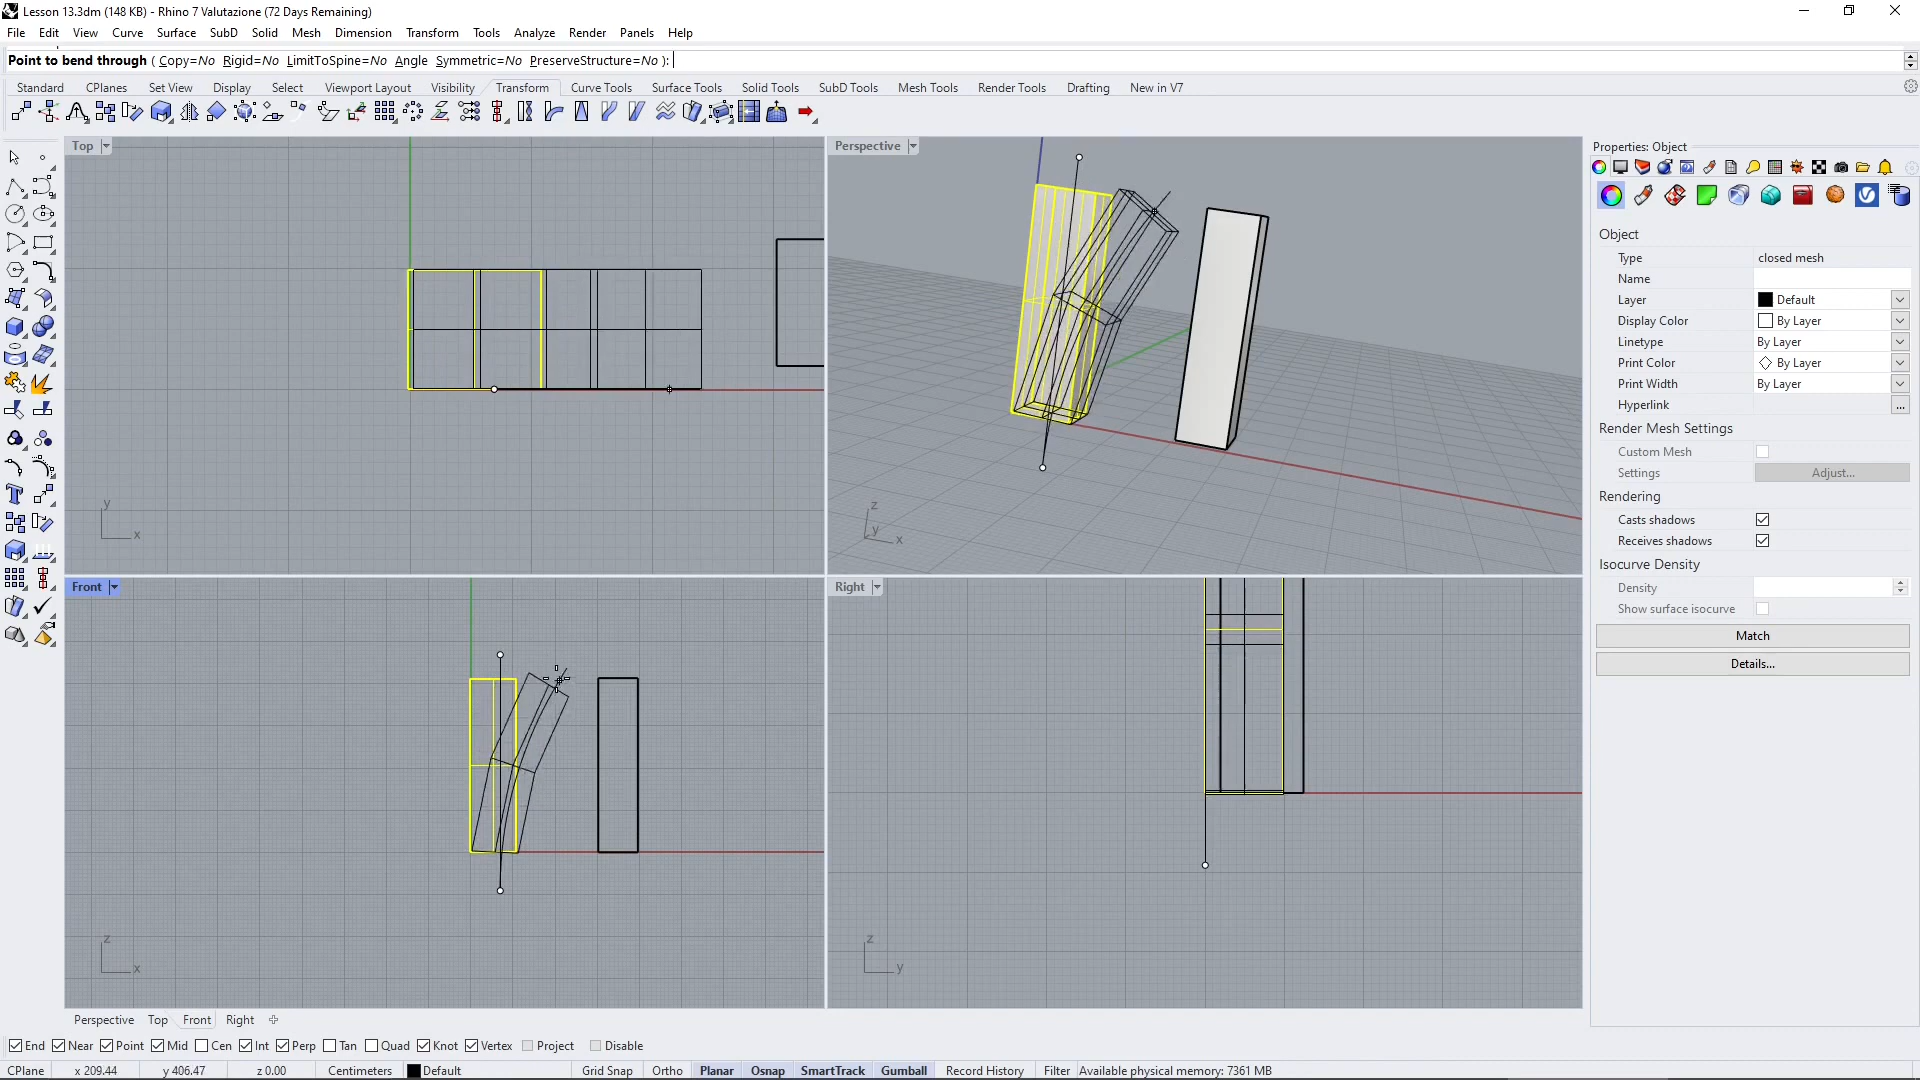 Lesson 13.3dm (148 KB) - Rhino 7 Valutazione (72 Days Remaining)
File Edit View Curve Surface SubD Solid Mesh Dimension Transform Tools Analyze Render Panels Help
Point to bend through ( Copy=No Rigid=No LimitToSpine=No Angle Symmetric=No PreserveStructure=No ):
Standard CPlanes Set View Display Select Viewport Layout Visibility Transform Curve Tools Surface Tools Solid Tools SubD Tools Mesh Tools Render Tools Drafting New in V7
Top
Perspective
Properties: Object
Object
Type closed mesh
Name
Layer Default
Display Color By Layer
Linetype By Layer
Print Color By Layer
Print Width By Layer
Hyperlink ...
Render Mesh Settings
Custom Mesh
Settings Adjust...
Rendering
Casts shadows
Receives shadows
Isocurve Density
Density
Show surface isocurve
Match
Details...
y
x
z
y
x
Front
Right
z
x
z
y
Perspective Top Front Right
End Near Point Mid Cen Int Perp Tan Quad Knot Vertex Project Disable
CPlane x 209.44 y 406.47 z 0.00 Centimeters Default Grid Snap Ortho Planar Osnap SmartTrack Gumball Record History Filter Available physical memory: 7361 MB